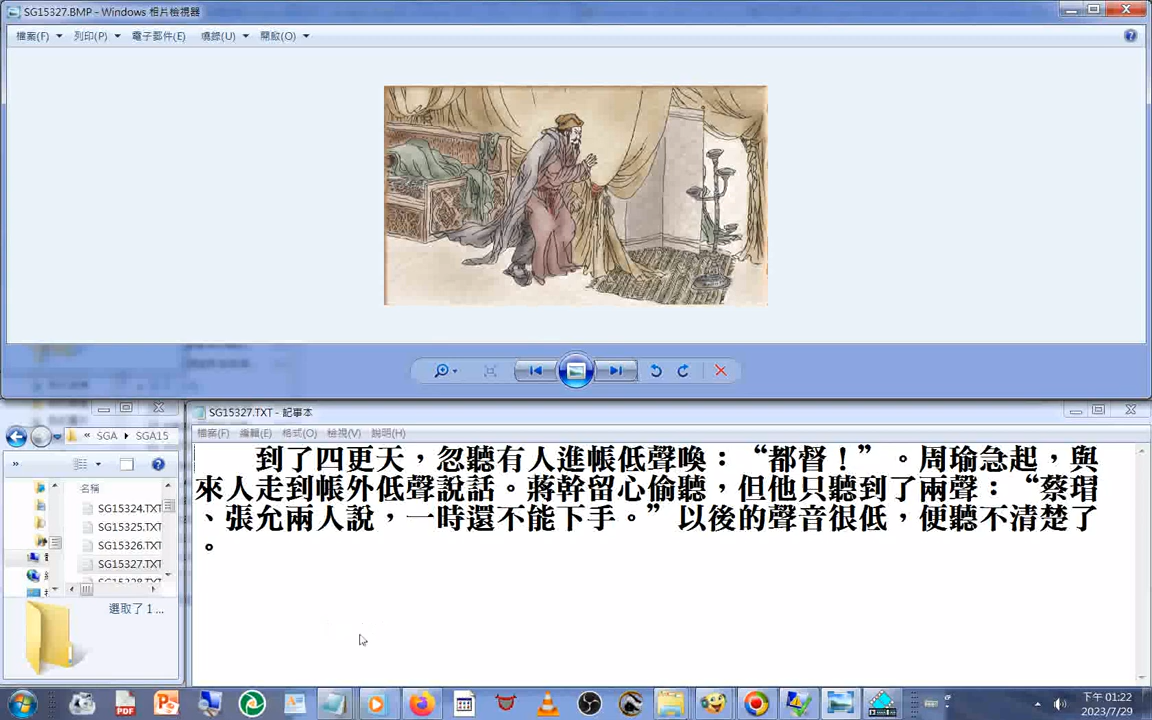 SG15327.BMP - Windows 相片檢視器
檔案(F) 列印(P) 電子郵件(E) 燒錄(U) 開啟(O)
SG15327.TXT - 記事本
檔案(F) 編輯(E) 格式(O) 檢視(V) 說明(H)
到了四更天，忽聽有人進帳低聲喚：“都督！”。周瑜急起，與
來人走到帳外低聲說話。蔣幹留心偷聽，但他只聽到了兩聲：“蔡瑁
、張允兩人說，一時還不能下手。”以後的聲音很低，便聽不清楚了
。
« SGA ▸ SGA15
»
名稱
SG15324.TXT
SG15325.TXT
SG15326.TXT
SG15327.TXT
SG15328.TXT
選取了 1 ...
PDF
下午 01:22
2023/7/29